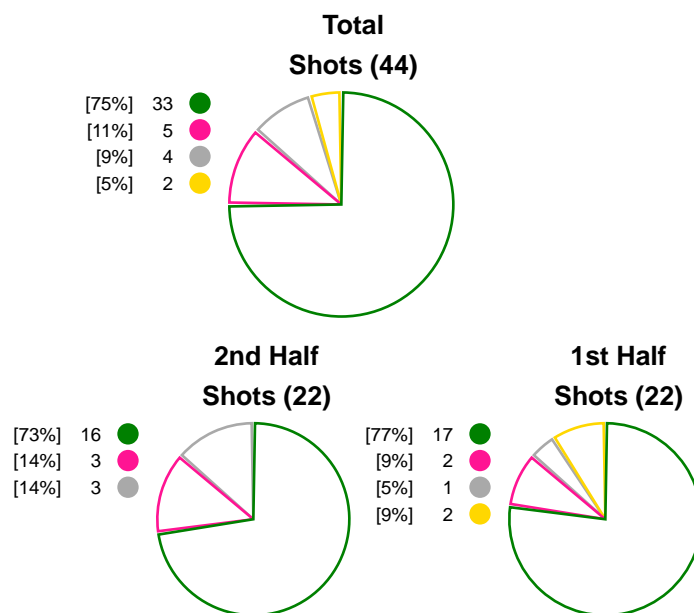 Total
Shots (44)
[75%] 33
[11%] 5
[9%] 4
[5%] 2
2nd Half
Shots (22)
[73%] 16
[14%] 3
[14%] 3
1st Half
Shots (22)
[77%] 17
[9%] 2
[5%] 1
[9%] 2